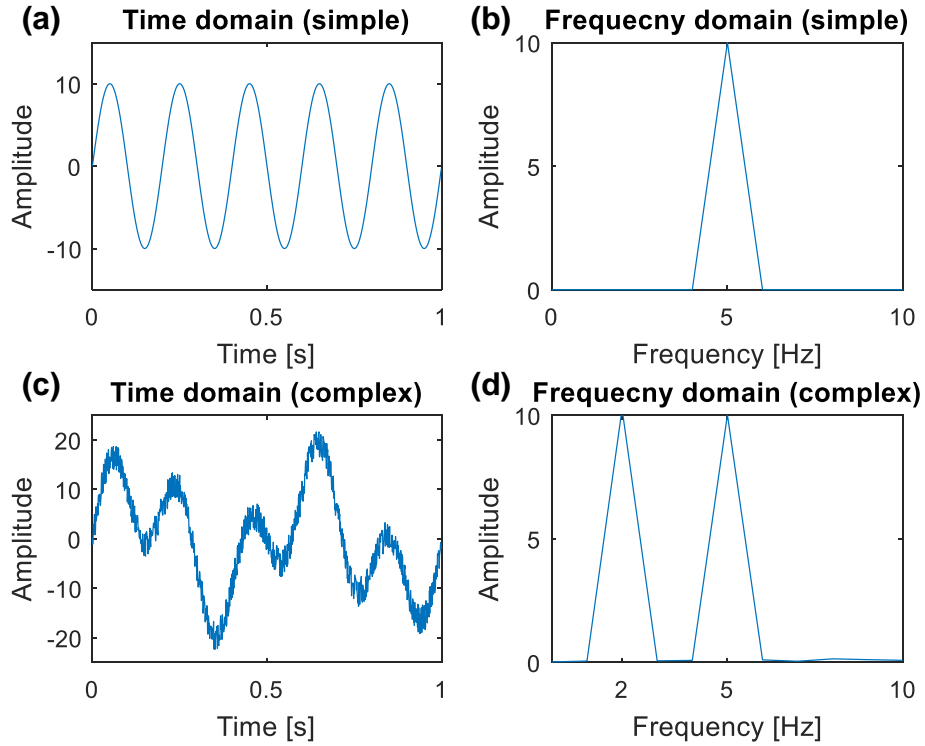 (a) Time domain (simple)
10
0
-10
Amplitude
0 0.5 1
Time [s]
(b) Frequecny domain (simple)
10
5
0
Amplitude
0 5 10
Frequency [Hz]
(c) Time domain (complex)
20
10
0
-10
-20
Amplitude
0 0.5 1
Time [s]
(d) Frequecny domain (complex)
10
5
0
Amplitude
2 5 10
Frequency [Hz]